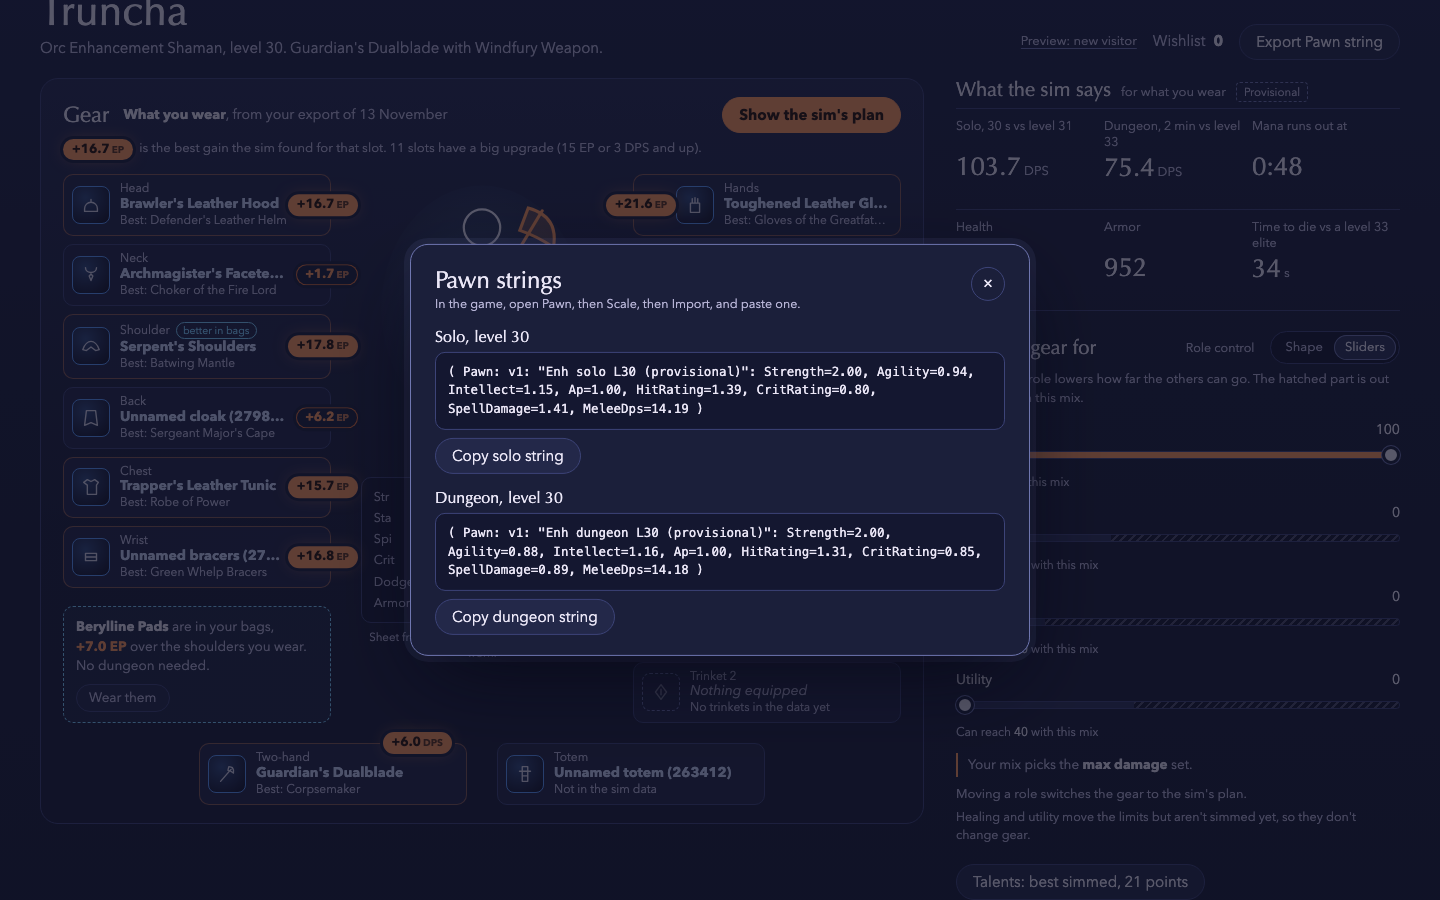 Truncha
Orc Enhancement Shaman, level 30. Guardian's Dualblade with Windfury Weapon.
Preview: new visitor
Wishlist 0
Export Pawn string
Gear
What you wear, from your export of 13 November
Show the sim's plan
+16.7 EP is the best gain the sim found for that slot. 11 slots have a big upgrade (15 EP or 3 DPS and up).
Head
Brawler's Leather Hood
Best: Defender's Leather Helm
+16.7 EP
Neck
Archmagister's Facete...
Best: Choker of the Fire Lord
+1.7 EP
Shoulder better in bags
Serpent's Shoulders
Best: Batwing Mantle
+17.8 EP
Back
Unnamed cloak (2798...
Best: Sergeant Major's Cape
+6.2 EP
Chest
Trapper's Leather Tunic
Best: Robe of Power
+15.7 EP
Wrist
Unnamed bracers (27...
Best: Green Whelp Bracers
+16.8 EP
Berylline Pads are in your bags,
+7.0 EP over the shoulders you wear.
No dungeon needed.
Wear them
+21.6 EP
Hands
Toughened Leather Gl...
Best: Gloves of the Greatfat...
Str
Sta
Spi
Crit
Dodge
Armor
Sheet fr
Trinket 2
Nothing equipped
No trinkets in the data yet
+6.0 DPS
Two-hand
Guardian's Dualblade
Best: Corpsemaker
Totem
Unnamed totem (263412)
Not in the sim data
Pawn strings
In the game, open Pawn, then Scale, then Import, and paste one.
×
Solo, level 30
( Pawn: v1: "Enh solo L30 (provisional)": Strength=2.00, Agility=0.94,
Intellect=1.15, Ap=1.00, HitRating=1.39, CritRating=0.80,
SpellDamage=1.41, MeleeDps=14.19 )
Copy solo string
Dungeon, level 30
( Pawn: v1: "Enh dungeon L30 (provisional)": Strength=2.00,
Agility=0.88, Intellect=1.16, Ap=1.00, HitRating=1.31, CritRating=0.85,
SpellDamage=0.89, MeleeDps=14.18 )
Copy dungeon string
What the sim says for what you wear Provisional
Solo, 30 s vs level 31
103.7 DPS
Dungeon, 2 min vs level
33
75.4 DPS
Mana runs out at
0:48
Health
Armor
952
Time to die vs a level 33
elite
34 s
gear for
Role control
Shape
Sliders
role lowers how far the others can go. The hatched part is out
this mix.
100
this mix
0
with this mix
0
with this mix
Utility
0
Can reach 40 with this mix
Your mix picks the max damage set.
Moving a role switches the gear to the sim's plan.
Healing and utility move the limits but aren't simmed yet, so they don't
change gear.
Talents: best simmed, 21 points